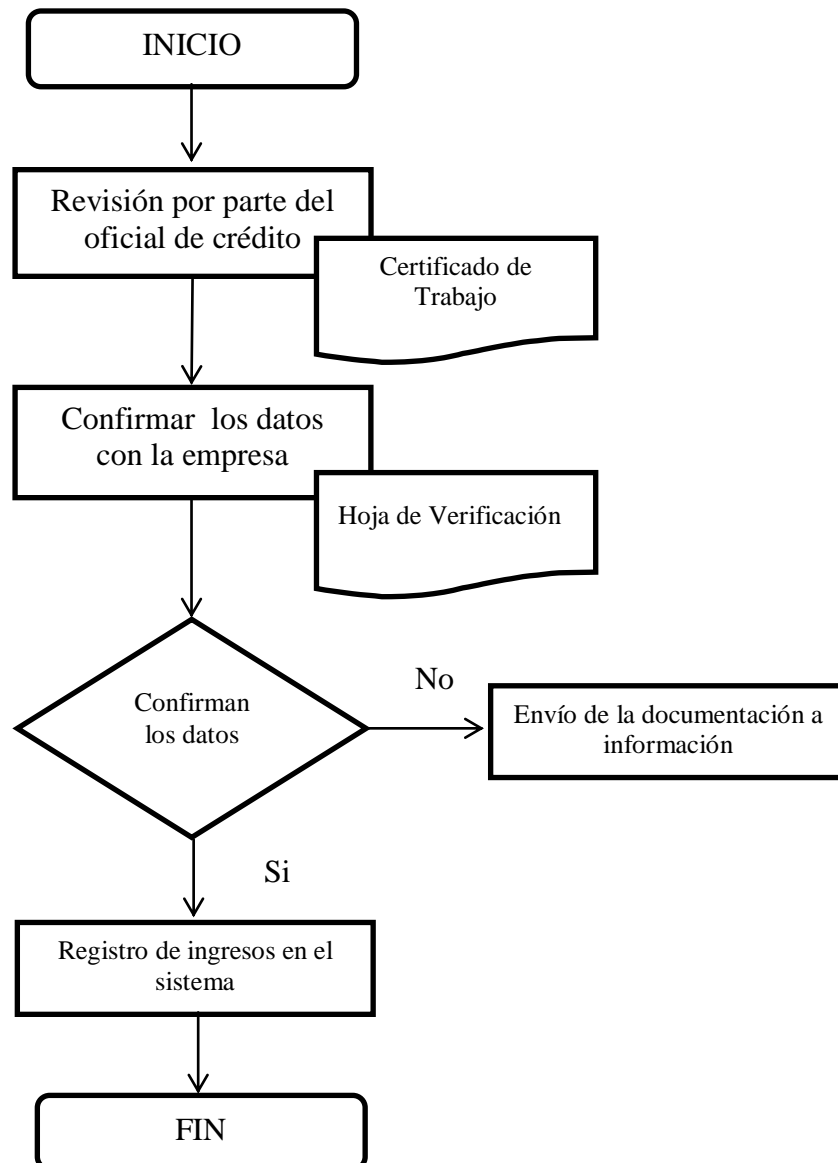 INICIO
Revisión por parte del
oficial de crédito
Certificado de
Trabajo
Confirmar los datos
con la empresa
Hoja de Verificación
Confirman
los datos
No
Envío de la documentación a
información
Si
Registro de ingresos en el
sistema
FIN